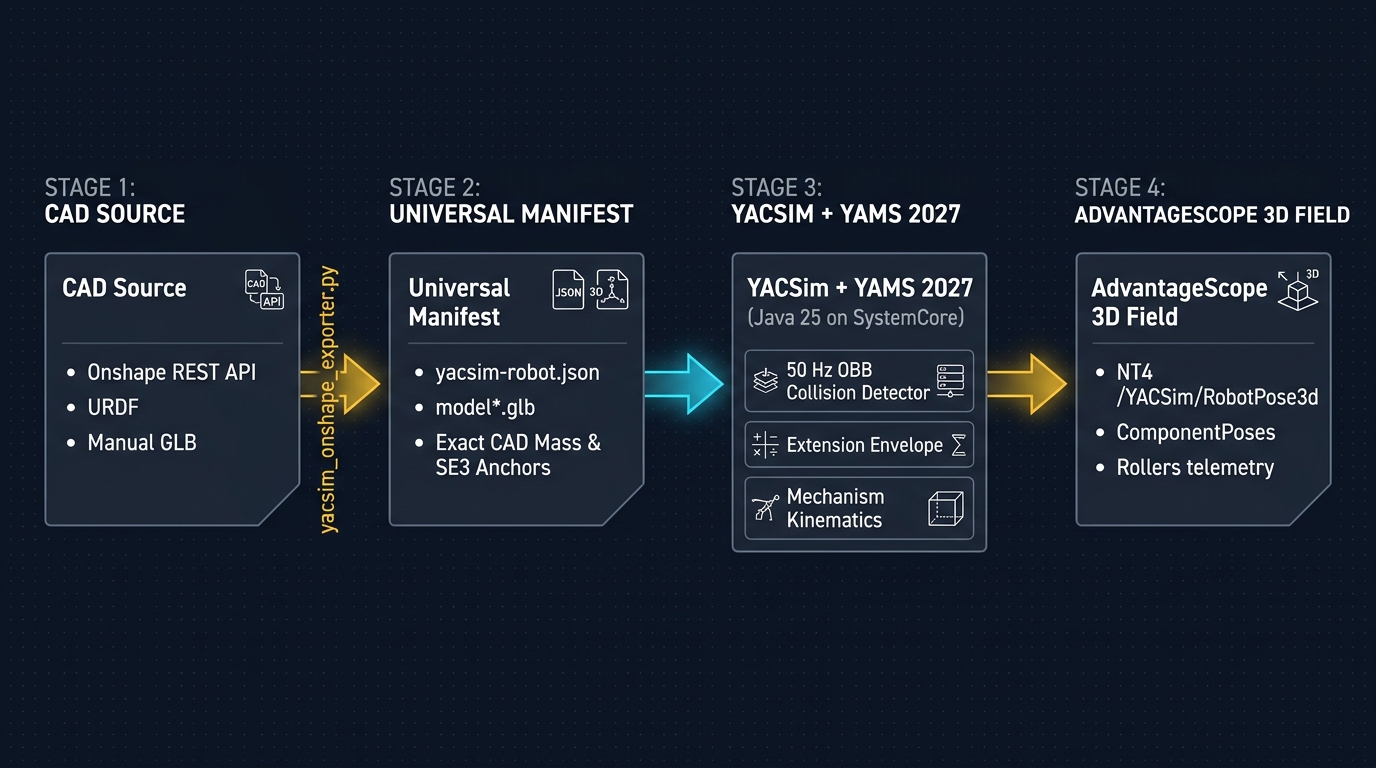 STAGE 1:
CAD SOURCE
CAD Source
CAD
API
• Onshape REST API
• URDF
• Manual GLB
yacsim_onshape_exporter.py
STAGE 2:
UNIVERSAL MANIFEST
Universal
Manifest
JSON
3D
• yacsim-robot.json
• model*.glb
• Exact CAD Mass &
SE3 Anchors
STAGE 3:
YACSIM + YAMS 2027
YACSim + YAMS 2027
(Java 25 on SystemCore)
50 Hz OBB
Collision Detector
Extension Envelope
Mechanism
Kinematics
STAGE 4:
ADVANTAGESCOPE 3D FIELD
AdvantageScope
3D Field
3D
• NT4
/YACSim/RobotPose3d
• ComponentPoses
• Rollers telemetry